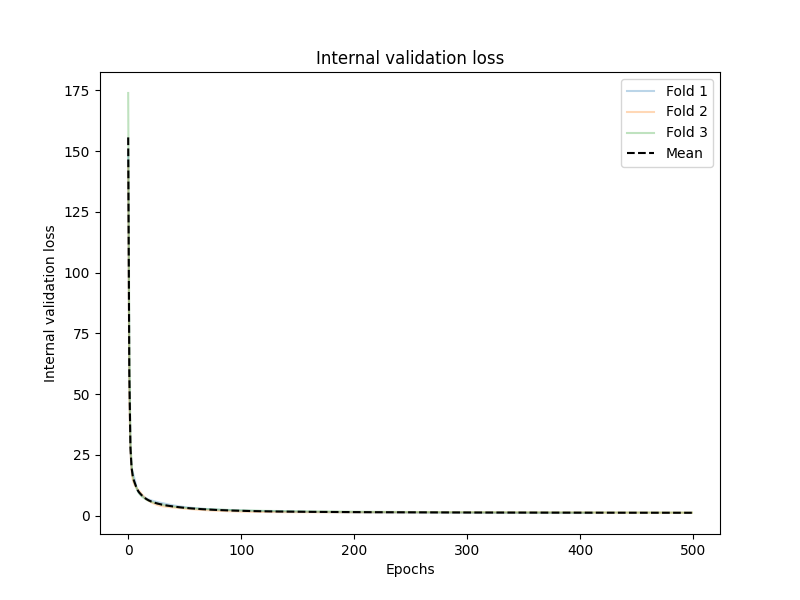 Internal validation loss
Fold 1
Fold 2
Fold 3
Mean
Internal validation loss
175
150
125
100
75
50
25
0
0 100 200 300 400 500
Epochs